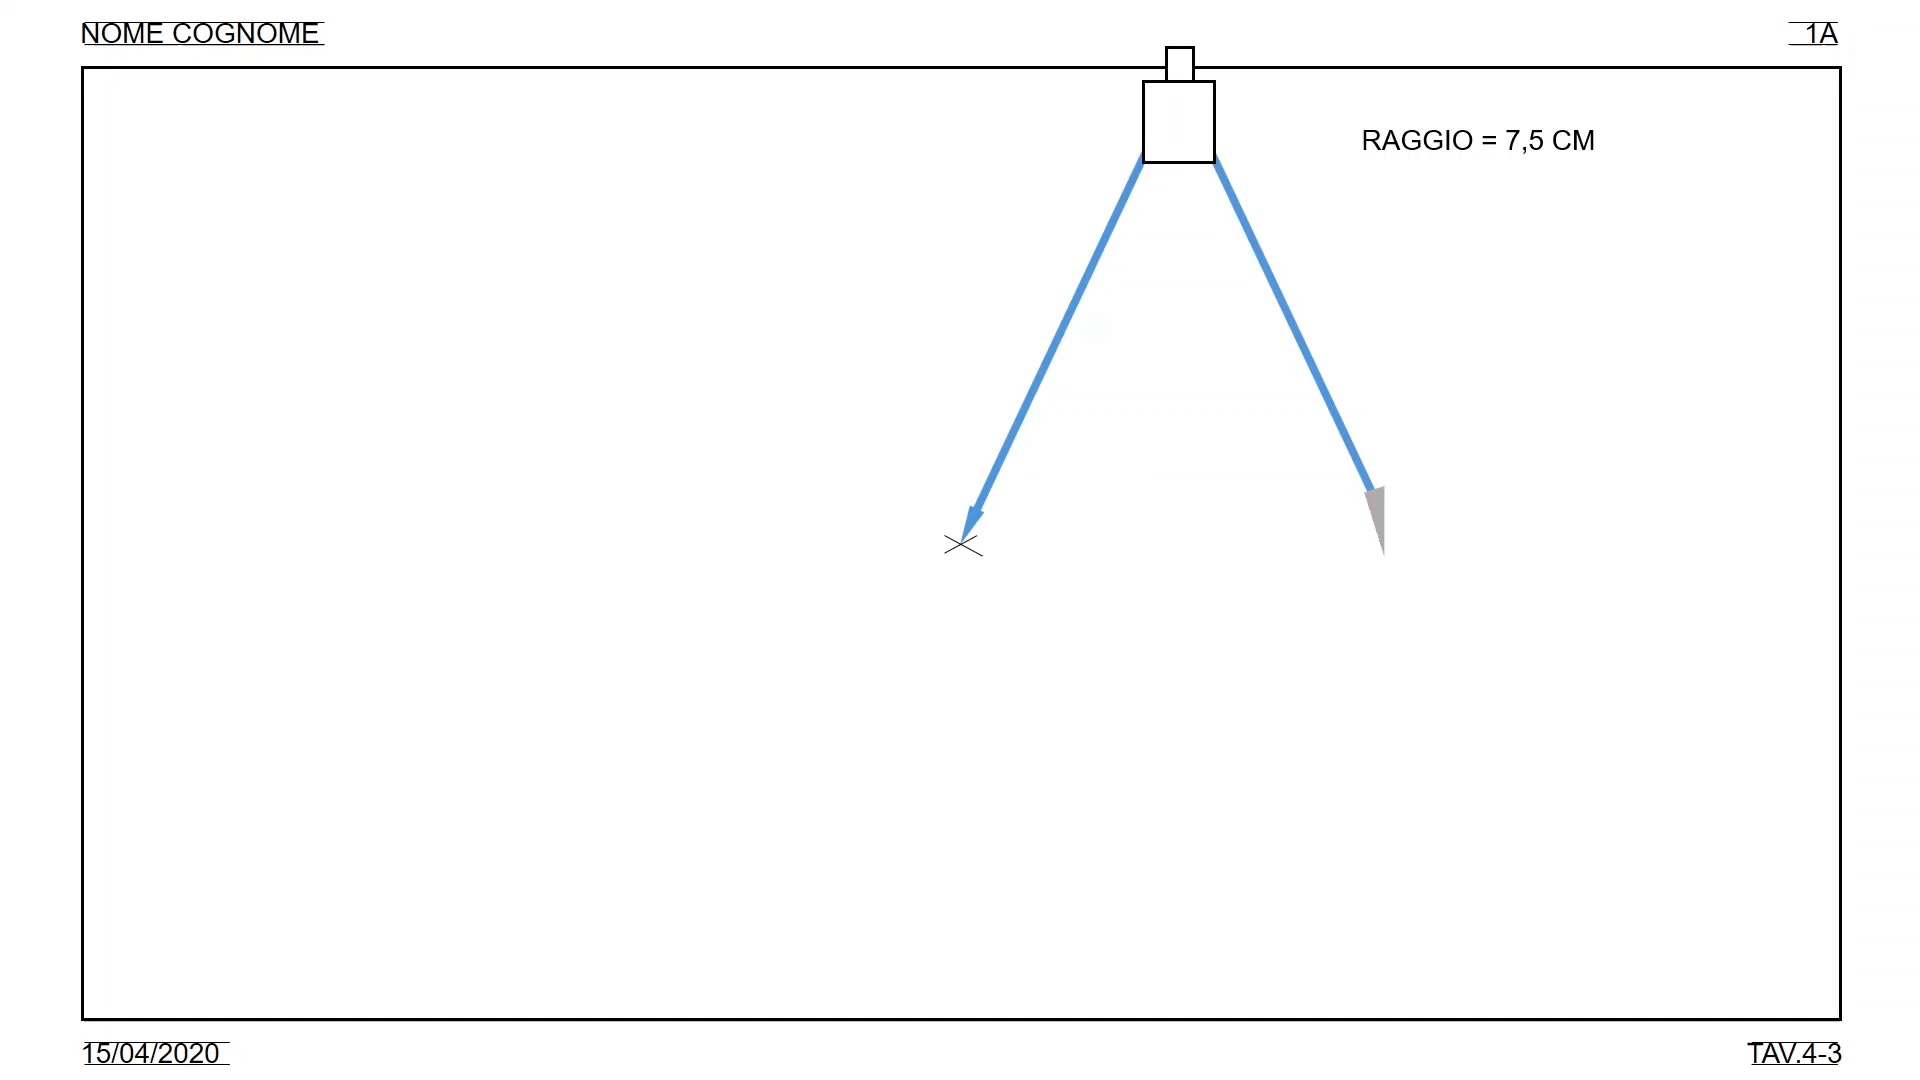 NOME COGNOME
1A
RAGGIO = 7,5 CM
15/04/2020
TAV.4-3